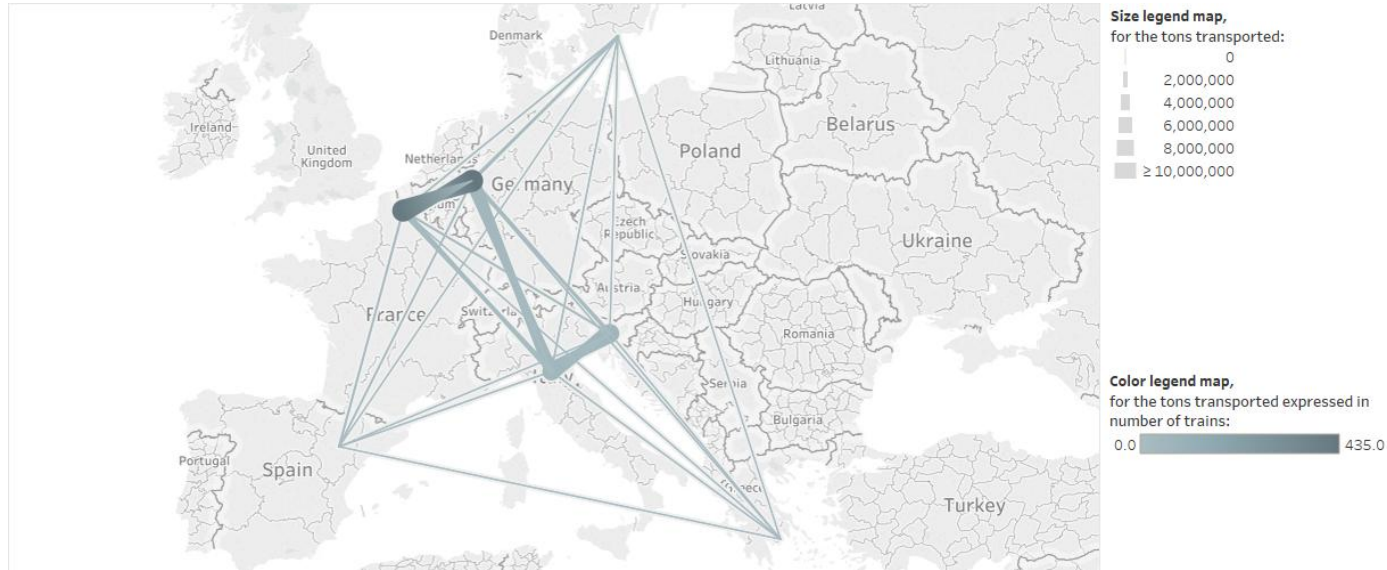 Latvia
Denmark
Lithuania
Ireland
United
Kingdom
Belarus
Poland
Netherlands
Germany
Ukraine
Czech
Republic
Slovakia
Austria
Hungary
France
Romania
Serbia
Bulgaria
Portugal
Spain
Greece
Turkey
Size legend map,
for the tons transported:
0
2,000,000
4,000,000
6,000,000
8,000,000
≥ 10,000,000
Color legend map,
for the tons transported expressed in
number of trains:
0.0 435.0